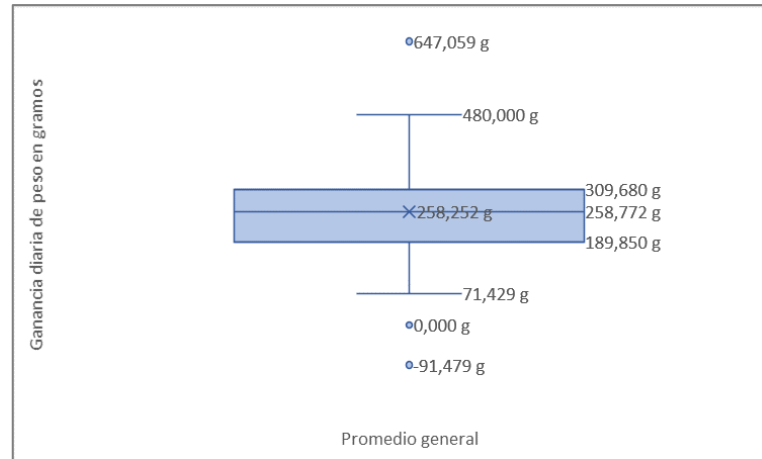 Ganancia diaria de peso en gramos
647,059 g
480,000 g
309,680 g
258,252 g
258,772 g
189,850 g
71,429 g
0,000 g
-91,479 g
Promedio general